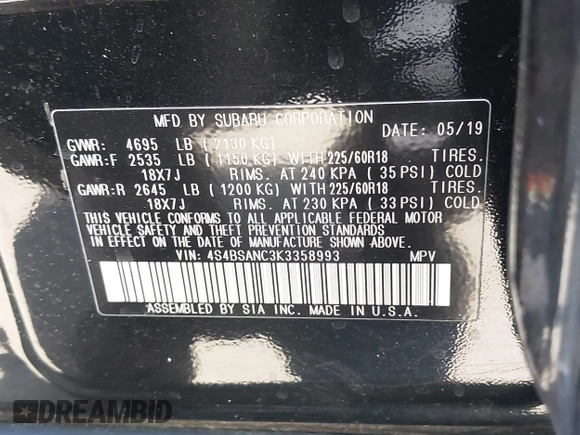 MFD BY SUBARU CORPORATION
GVWR: 4695 LB ( 2130 KG) DATE: 05/19
GAWR:F 2535 LB ( 1150 KG) WITH 225/60R18 TIRES.
18X7J RIMS. AT 240 KPA ( 35 PSI) COLD
GAWR:R 2645 LB ( 1200 KG) WITH 225/60R18 TIRES.
18X7J RIMS. AT 230 KPA ( 33 PSI) COLD
THIS VEHICLE CONFORMS TO ALL APPLICABLE FEDERAL MOTOR
VEHICLE SAFETY AND THEFT PREVENTION STANDARDS
IN EFFECT ON THE DATE OF MANUFACTURE SHOWN ABOVE.
VIN: 4S4BSANC3K3358993 MPV
ASSEMBLED BY SIA INC. MADE IN U.S.A.
DREAMBID